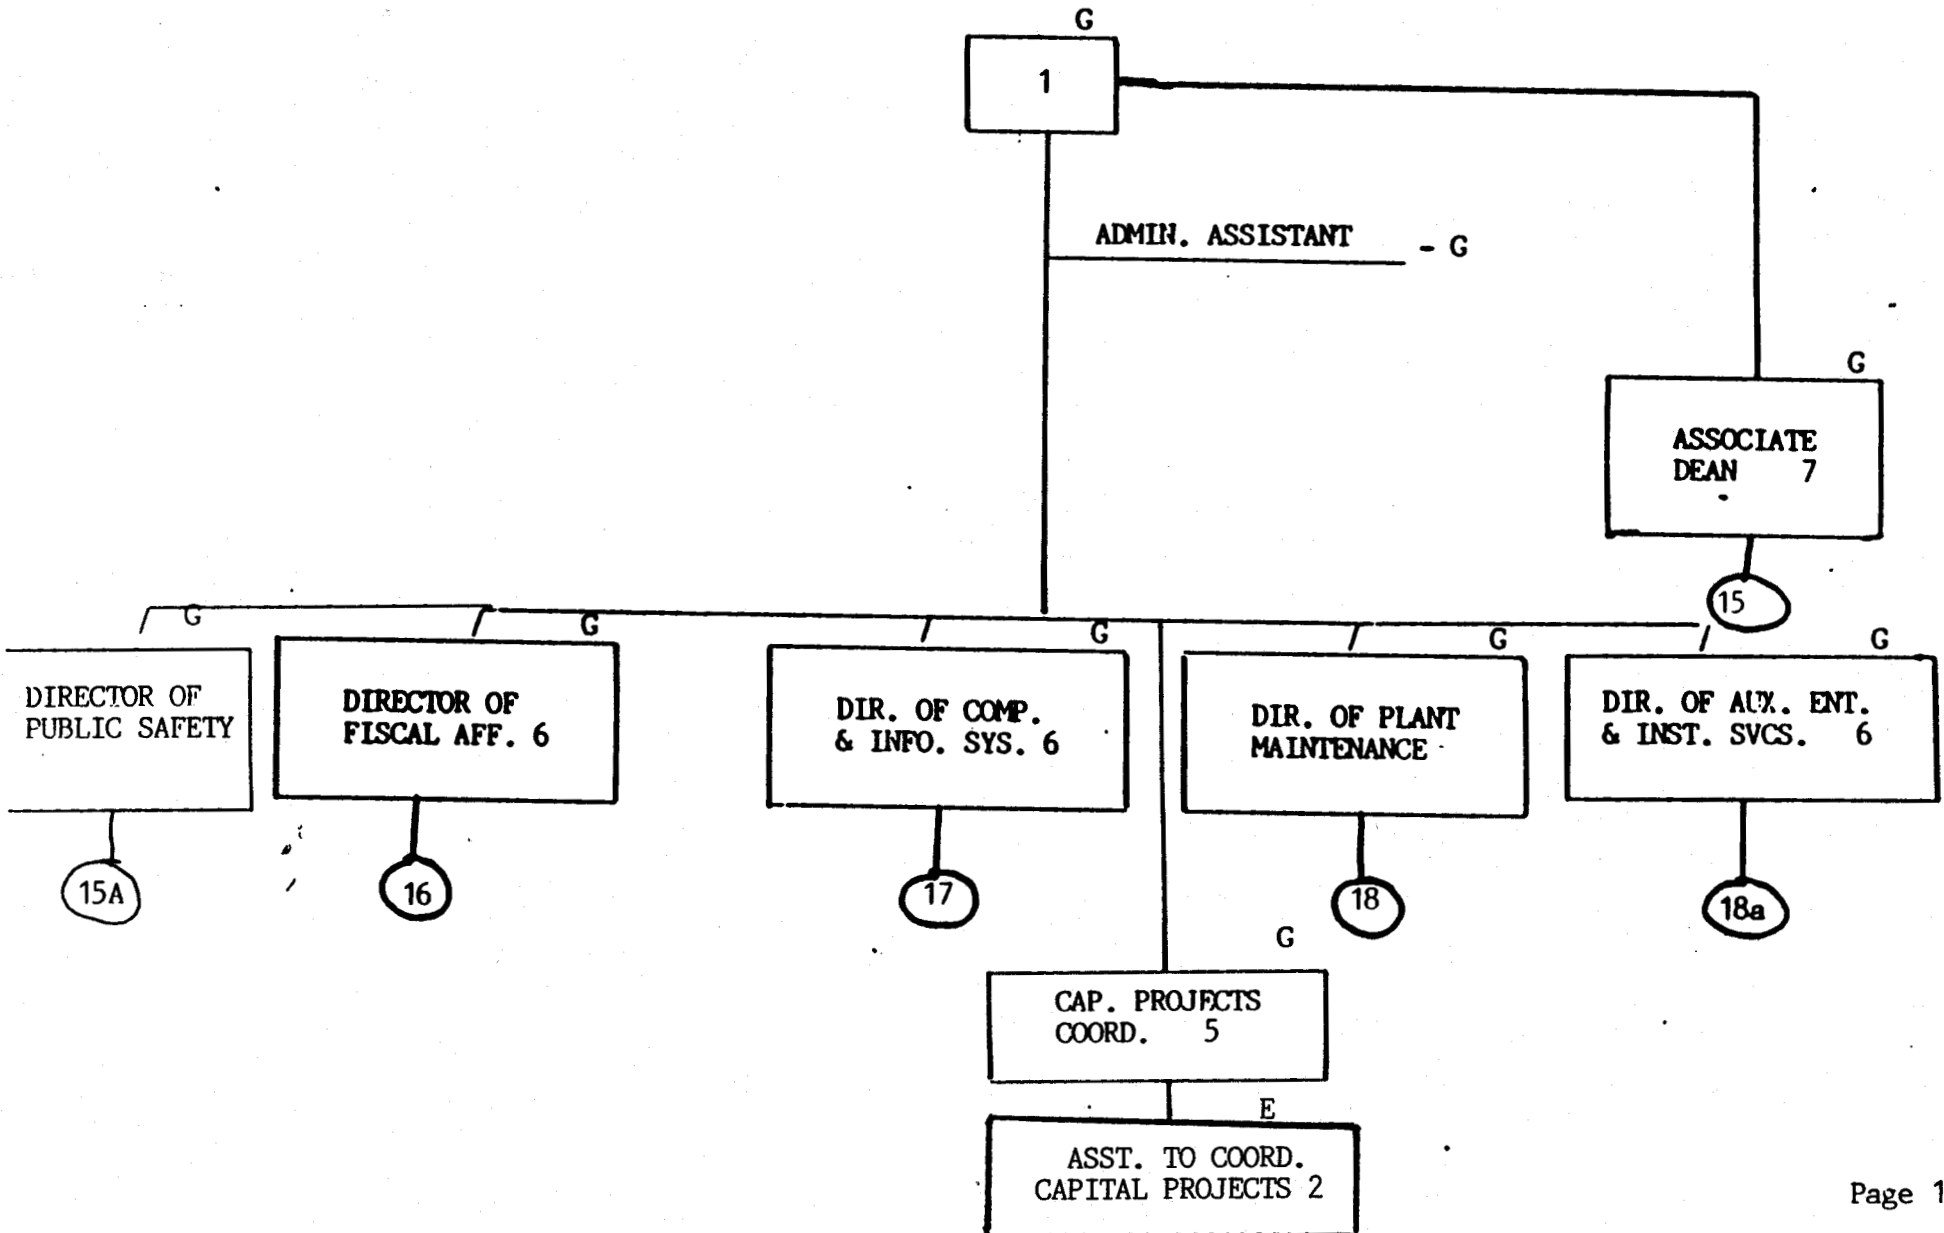 G
1
ADMIN. ASSISTANT - G
G
ASSOCIATE
DEAN 7
15
G
DIRECTOR OF
PUBLIC SAFETY
15A
G
DIRECTOR OF
FISCAL AFF. 6
16
G
DIR. OF COMP.
& INFO. SYS. 6
17
G
DIR. OF PLANT
MAINTENANCE
18
G
DIR. OF AUX. ENT.
& INST. SVCS. 6
18a
G
CAP. PROJECTS
COORD. 5
E
ASST. TO COORD.
CAPITAL PROJECTS 2
Page 1